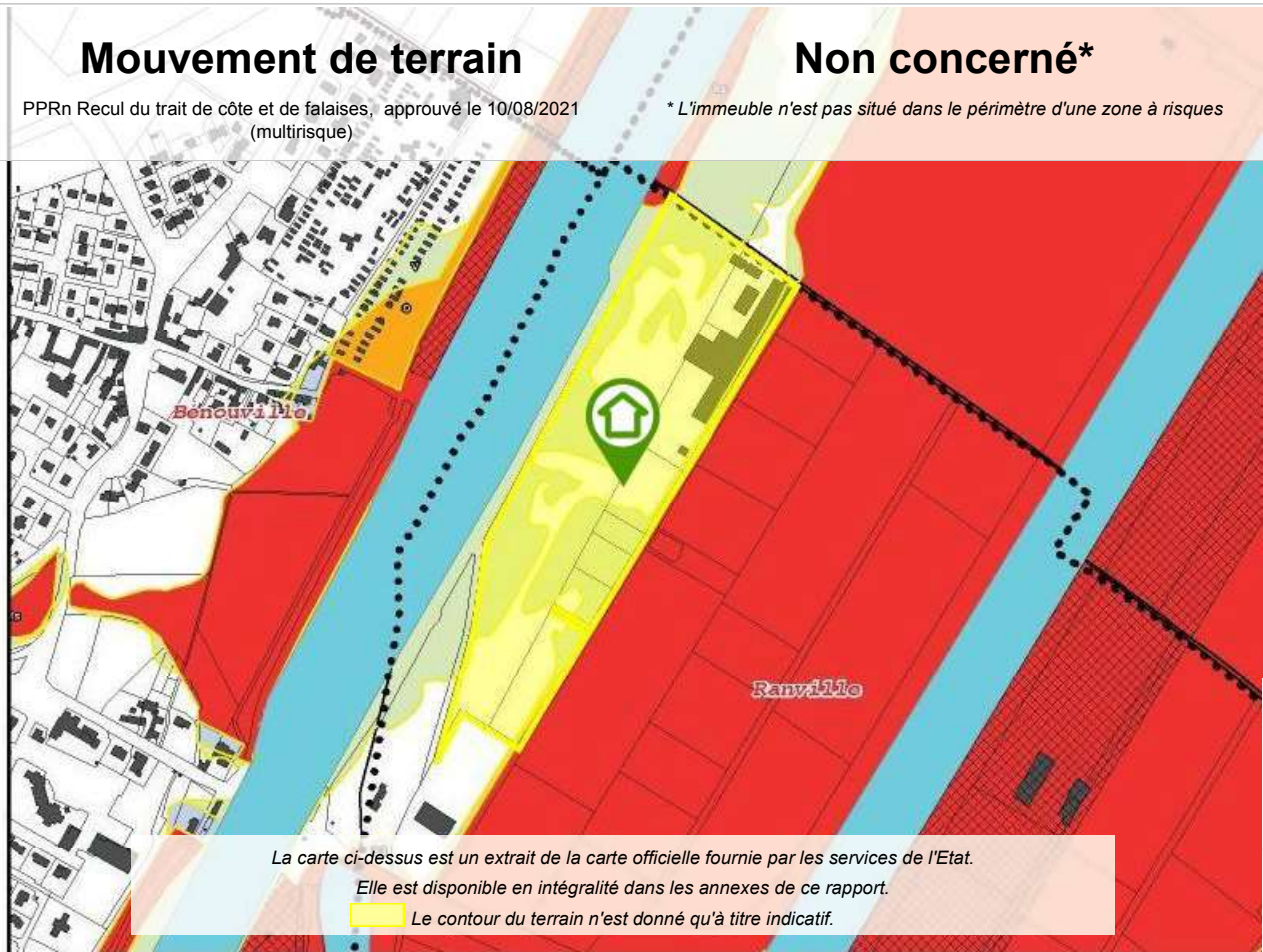 Mouvement de terrain
PPRn Recul du trait de côte et de falaises, approuvé le 10/08/2021
(multirisque)
Non concerné*
* L'immeuble n'est pas situé dans le périmètre d'une zone à risques
Bénouville
Ranville
La carte ci-dessus est un extrait de la carte officielle fournie par les services de l'Etat.
Elle est disponible en intégralité dans les annexes de ce rapport.
Le contour du terrain n'est donné qu'à titre indicatif.